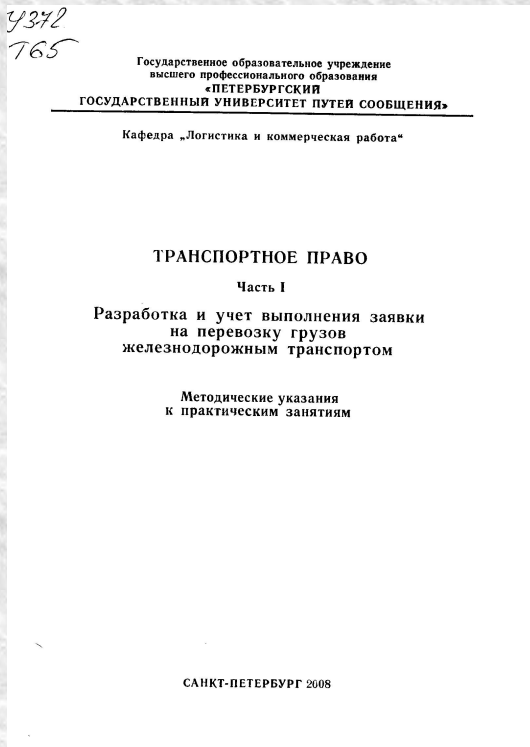 У372
Т65
Государственное образовательное учреждение
высшего профессионального образования
«ПЕТЕРБУРГСКИЙ
ГОСУДАРСТВЕННЫЙ УНИВЕРСИТЕТ ПУТЕЙ СООБЩЕНИЯ»
Кафедра „Логистика и коммерческая работа“
ТРАНСПОРТНОЕ ПРАВО
Часть I
Разработка и учет выполнения заявки
на перевозку грузов
железнодорожным транспортом
Методические указания
к практическим занятиям
САНКТ-ПЕТЕРБУРГ 2008